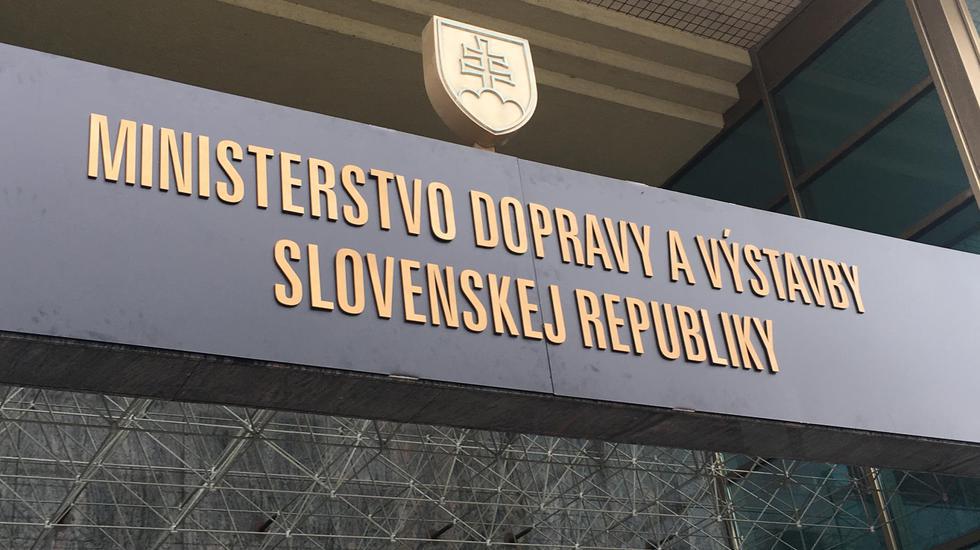 MINISTERSTVO DOPRAVY A VÝSTAVBY
SLOVENSKEJ REPUBLIKY